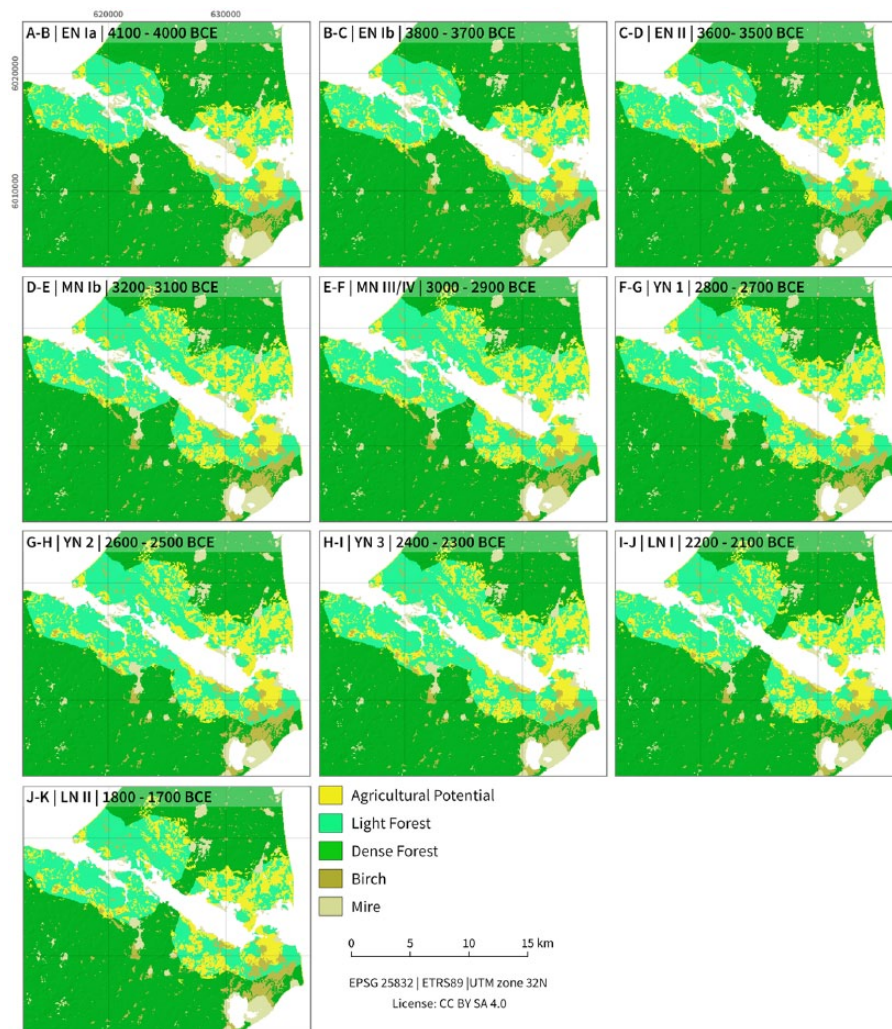 620000 630000
A-B | EN Ia | 4100 - 4000 BCE
B-C | EN Ib | 3800 - 3700 BCE
C-D | EN II | 3600 - 3500 BCE
6020000
6010000
D-E | MN Ib | 3200 - 3100 BCE
E-F | MN III/IV | 3000 - 2900 BCE
F-G | YN 1 | 2800 - 2700 BCE
G-H | YN 2 | 2600 - 2500 BCE
H-I | YN 3 | 2400 - 2300 BCE
I-J | LN I | 2200 - 2100 BCE
J-K | LN II | 1800 - 1700 BCE
Agricultural Potential
Light Forest
Dense Forest
Birch
Mire
0 5 10 15 km
EPSG 25832 | ETRS89 |UTM zone 32N
License: CC BY SA 4.0